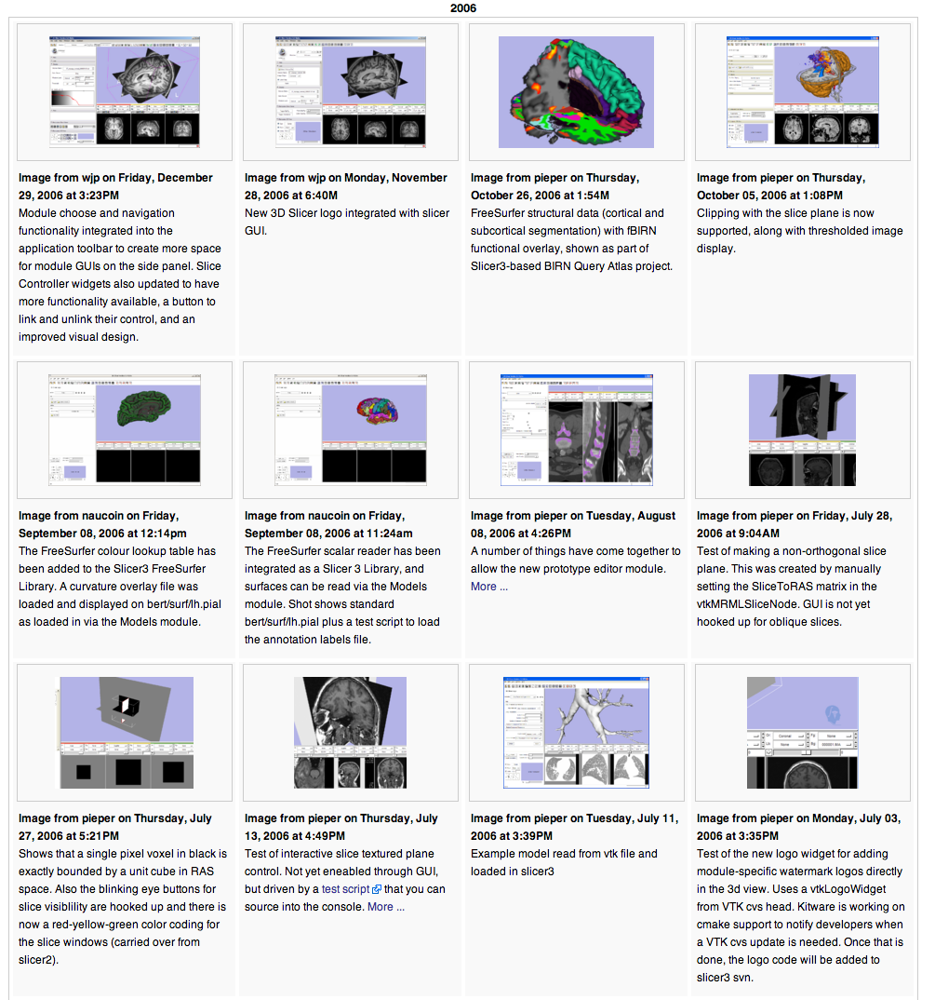 2006
Image from wjp on Friday, December
29, 2006 at 3:23PM
Module choose and navigation
functionality integrated into the
application toolbar to create more space
for module GUIs on the side panel. Slice
Controller widgets also updated to have
more functionality available, a button to
link and unlink their control, and an
improved visual design.
Image from wjp on Monday, November
28, 2006 at 6:40M
New 3D Slicer logo integrated with slicer
GUI.
Image from pieper on Thursday,
October 26, 2006 at 1:54M
FreeSurfer structural data (cortical and
subcortical segmentation) with fBIRN
functional overlay, shown as part of
Slicer3-based BIRN Query Atlas project.
Image from pieper on Thursday,
October 05, 2006 at 1:08PM
Clipping with the slice plane is now
supported, along with thresholded image
display.
Image from naucoin on Friday,
September 08, 2006 at 12:14pm
The FreeSurfer colour lookup table has
been added to the Slicer3 FreeSurfer
Library. A curvature overlay file was
loaded and displayed on bert/surf/lh.pial
as loaded in via the Models module.
Image from naucoin on Friday,
September 08, 2006 at 11:24am
The FreeSurfer scalar reader has been
integrated as a Slicer 3 Library, and
surfaces can be read via the Models
module. Shot shows standard
bert/surf/lh.pial plus a test script to load
the annotation labels file.
Image from pieper on Tuesday, August
08, 2006 at 4:26PM
A number of things have come together to
allow the new prototype editor module.
More ...
Image from pieper on Friday, July 28,
2006 at 9:04AM
Test of making a non-orthogonal slice
plane. This was created by manually
setting the SliceToRAS matrix in the
vtkMRMLSliceNode. GUI is not yet
hooked up for oblique slices.
Image from pieper on Thursday, July
27, 2006 at 5:21PM
Shows that a single pixel voxel in black is
exactly bounded by a unit cube in RAS
space. Also the blinking eye buttons for
slice visiblility are hooked up and there is
now a red-yellow-green color coding for
the slice windows (carried over from
slicer2).
Image from pieper on Thursday, July
13, 2006 at 4:49PM
Test of interactive slice textured plane
control. Not yet eneabled through GUI,
but driven by a test script that you can
source into the console. More ...
Image from pieper on Tuesday, July 11,
2006 at 3:39PM
Example model read from vtk file and
loaded in slicer3
Image from pieper on Monday, July 03,
2006 at 3:35PM
Test of the new logo widget for adding
module-specific watermark logos directly
in the 3d view. Uses a vtkLogoWidget
from VTK cvs head. Kitware is working on
cmake support to notify developers when
a VTK cvs update is needed. Once that is
done, the logo code will be added to
slicer3 svn.